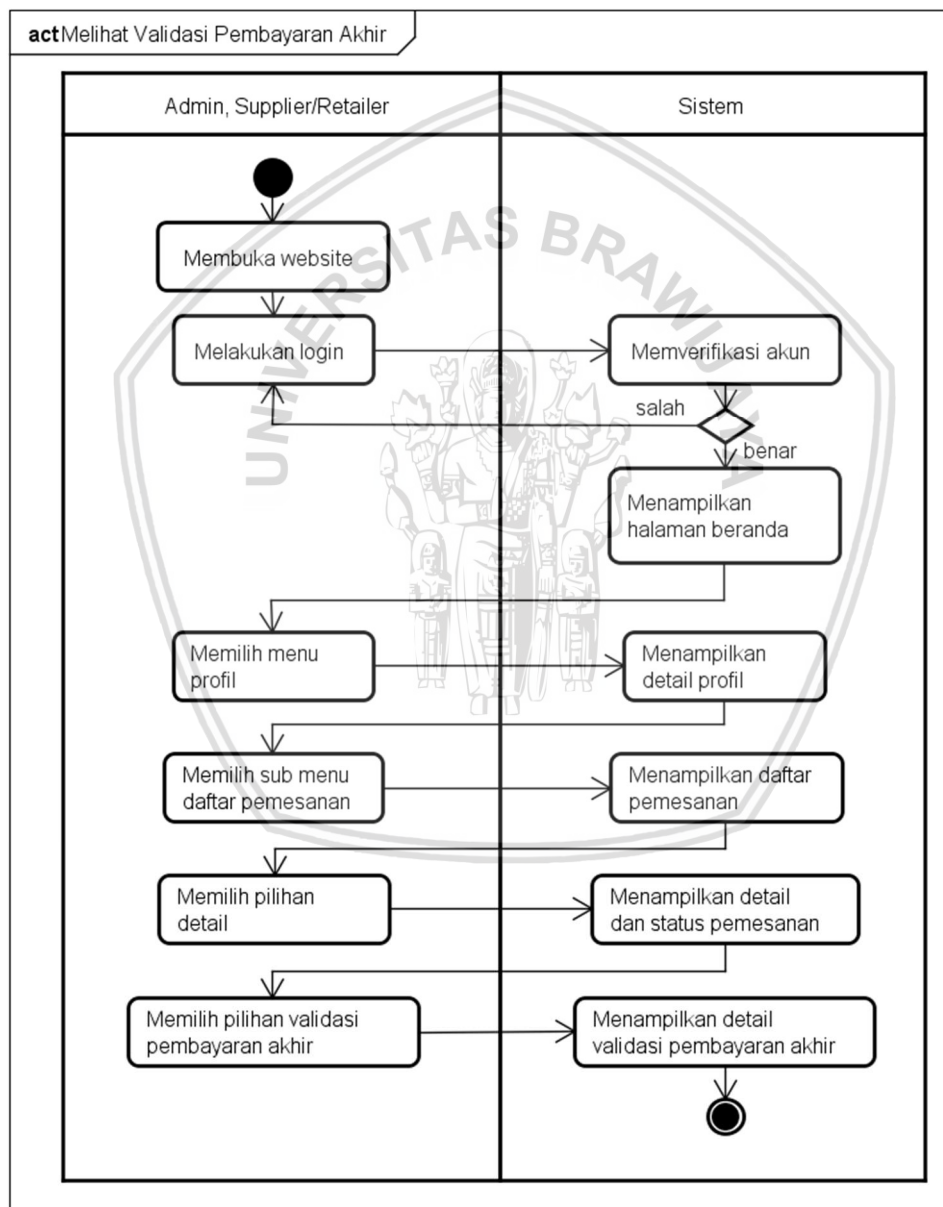 act Melihat Validasi Pembayaran Akhir
Admin, Supplier/Retailer
Sistem
UNIVERSITAS BRAWIJAYA
Membuka website
Melakukan login
Memverifikasi akun
salah
benar
Menampilkan
halaman beranda
Memilih menu
profil
Menampilkan
detail profil
Memilih sub menu
daftar pemesanan
Menampilkan daftar
pemesanan
Memilih pilihan
detail
Menampilkan detail
dan status pemesanan
Memilih pilihan validasi
pembayaran akhir
Menampilkan detail
validasi pembayaran akhir